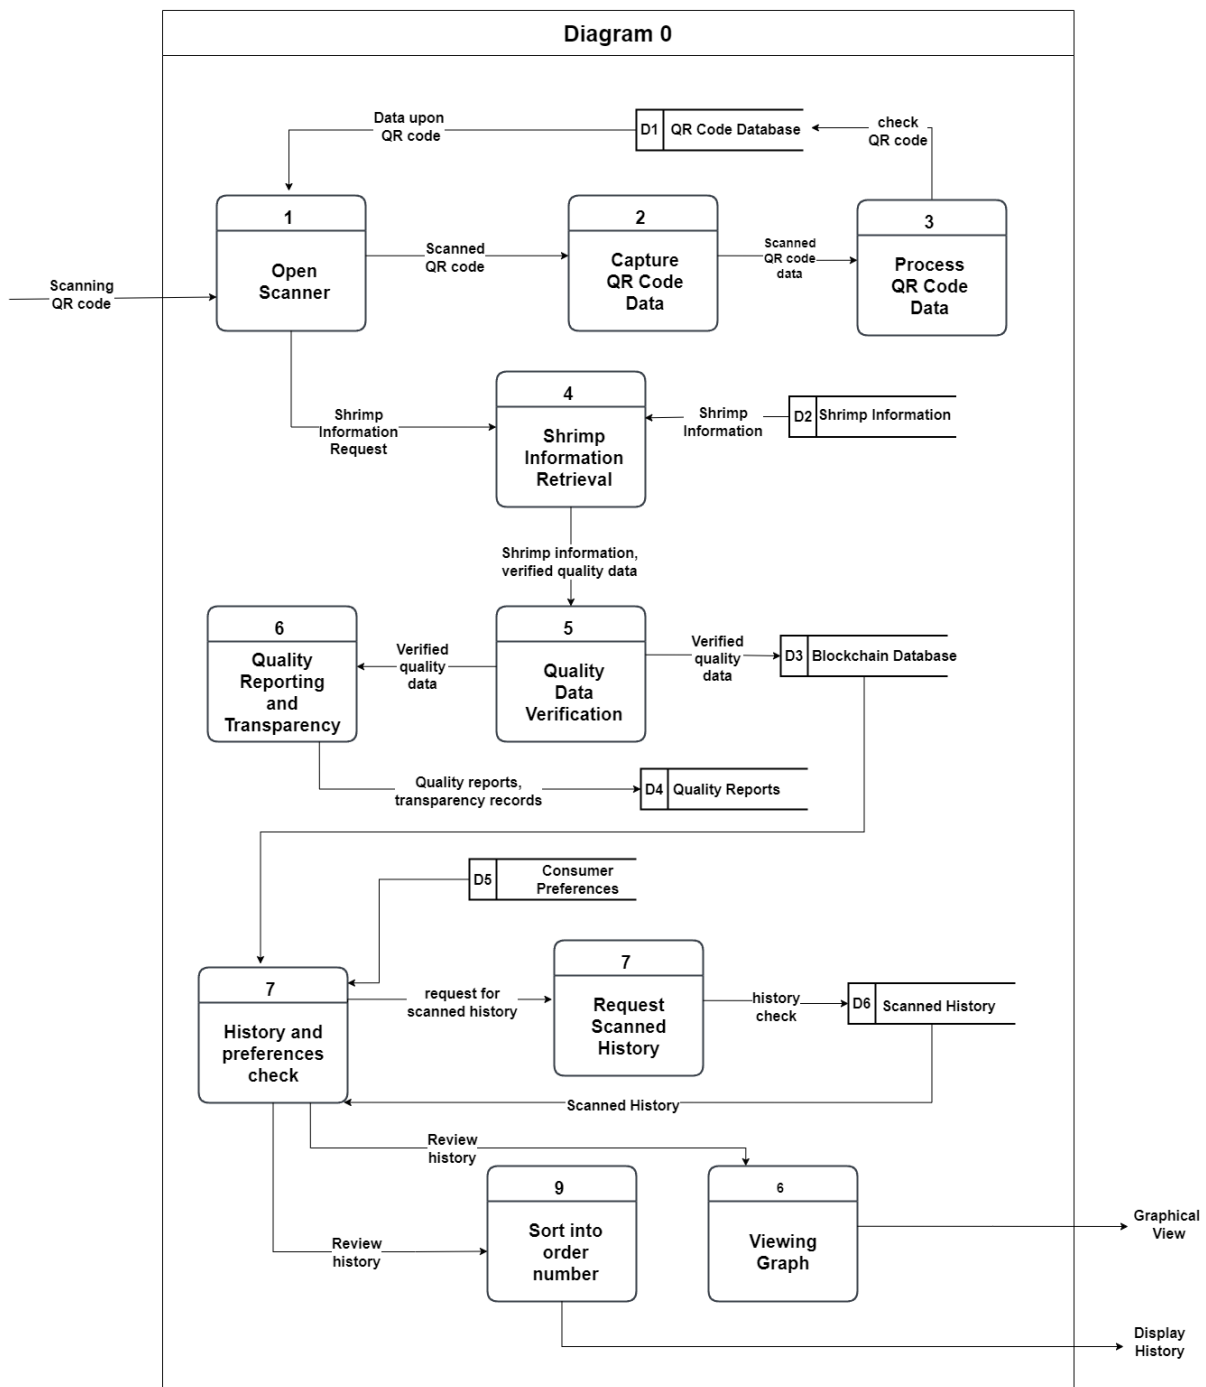 Diagram 0
Data upon
QR code
D1
QR Code Database
check
QR code
1
Open
Scanner
Scanned
QR code
2
Capture
QR Code
Data
Scanned
QR code
data
3
Process
QR Code
Data
Scanning
QR code
Shrimp
Information
Request
4
Shrimp
Information
Retrieval
Shrimp
Information
D2
Shrimp Information
Shrimp information,
verified quality data
6
Quality
Reporting
and
Transparency
Verified
quality
data
5
Quality
Data
Verification
Verified
quality
data
D3
Blockchain Database
Quality reports,
transparency records
D4
Quality Reports
D5
Consumer
Preferences
7
History and
preferences
check
request for
scanned history
7
Request
Scanned
History
history
check
D6
Scanned History
Scanned History
Review
history
Review
history
9
Sort into
order
number
6
Viewing
Graph
Graphical
View
Display
History